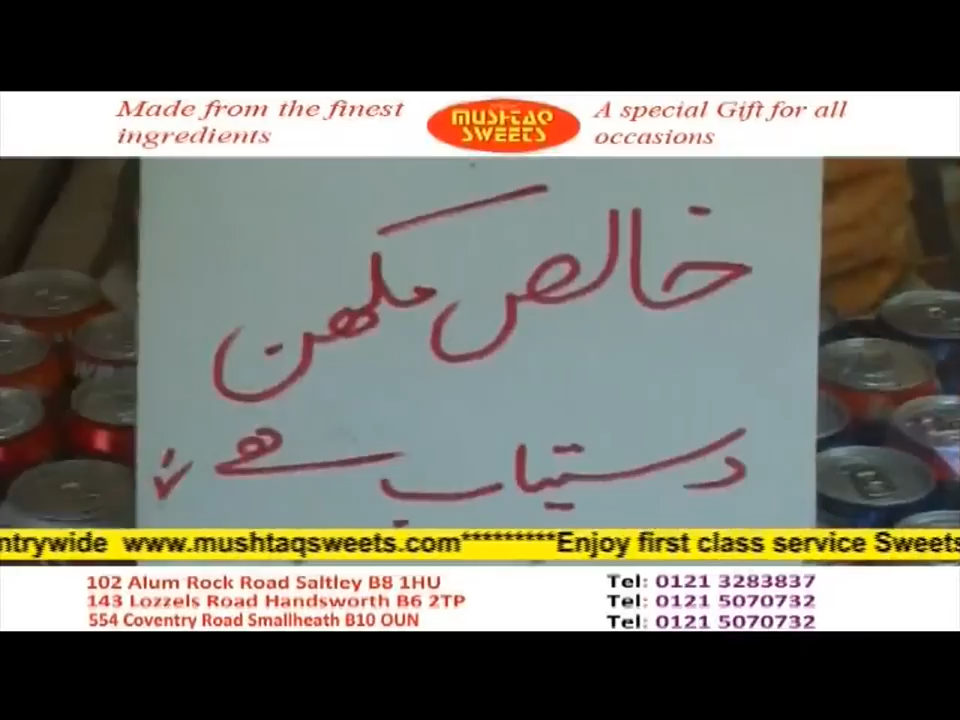 Made from the finest
ingredients
MUSHTAQ
SWEETS
A special Gift for all
occasions
خالص مکھن
دستیاب ہے
ntrywide www.mushtaqsweets.com*********Enjoy first class service Sweets
102 Alum Rock Road Saltley B8 1HU
143 Lozzels Road Handsworth B6 2TP
554 Coventry Road Smallheath B10 OUN
Tel: 0121 3283837
Tel: 0121 5070732
Tel: 0121 5070732